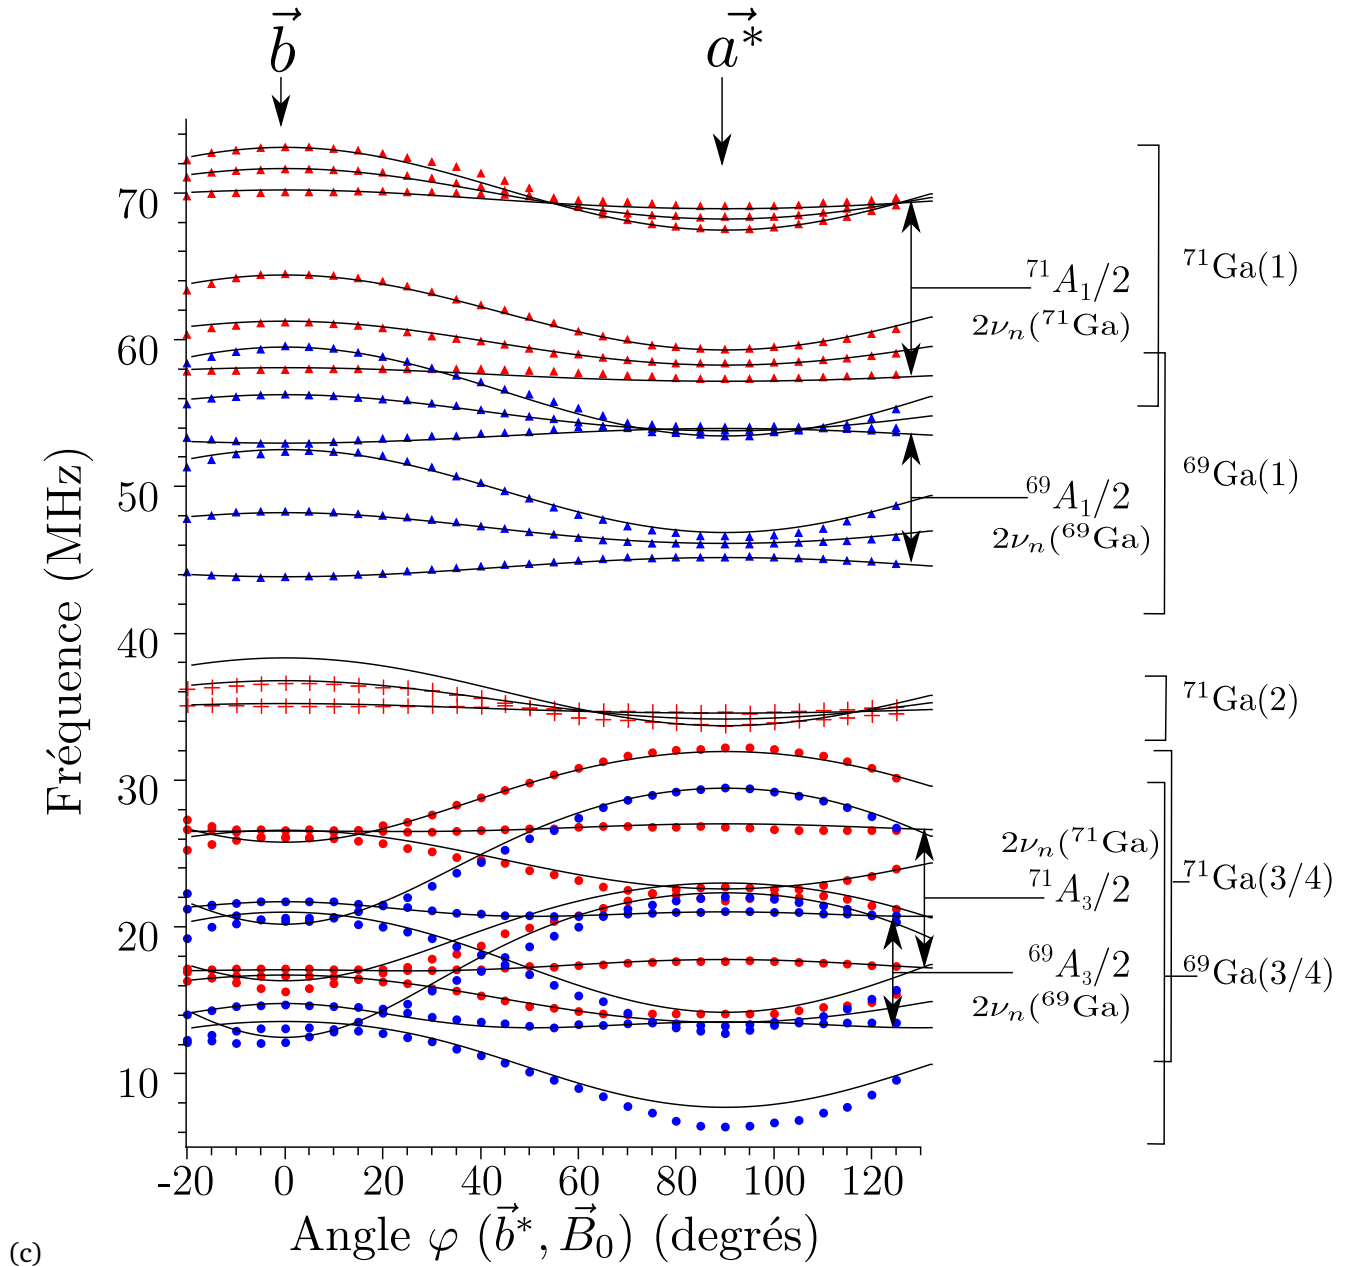 b⃗
a⃗*
70
60
50
40
30
20
10
Fréquence (MHz)
-20 0 20 40 60 80 100 120
Angle φ (b⃗*, B⃗₀) (degrés)
(c)
⁷¹A₁/2
2νₙ(⁷¹Ga)
⁷¹Ga(1)
⁶⁹A₁/2
2νₙ(⁶⁹Ga)
⁶⁹Ga(1)
⁷¹Ga(2)
2νₙ(⁷¹Ga)
⁷¹A₃/2
⁷¹Ga(3/4)
⁶⁹A₃/2
2νₙ(⁶⁹Ga)
⁶⁹Ga(3/4)